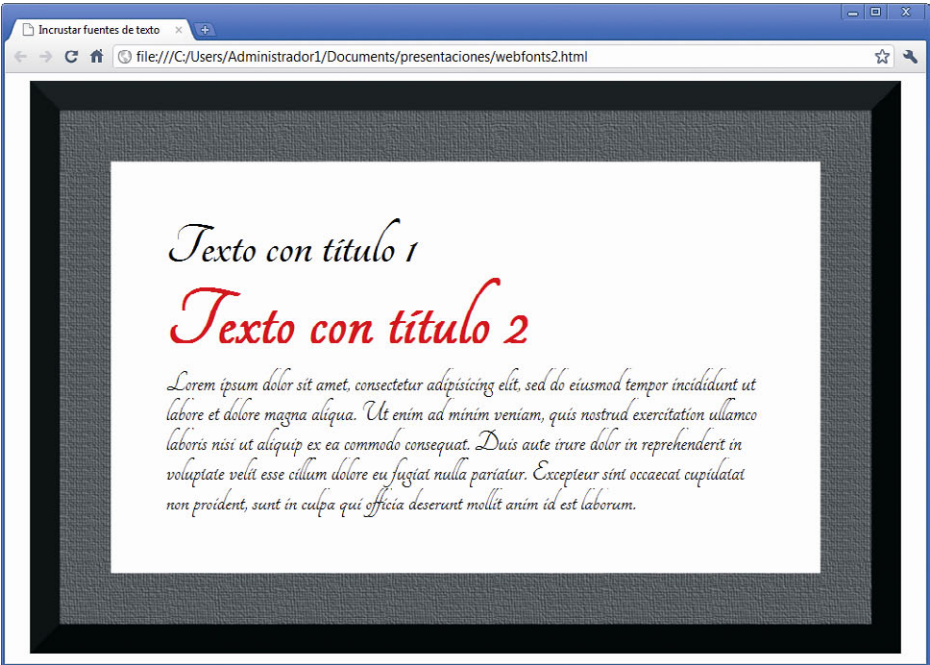 Incrustar fuentes de texto
file:///C:/Users/Administrador1/Documents/presentaciones/webfonts2.html
Texto con título 1
Texto con título 2
Lorem ipsum dolor sit amet, consectetur adipisicing elit, sed do eiusmod tempor incididunt ut
labore et dolore magna aliqua. Ut enim ad minim veniam, quis nostrud exercitation ullamco
laboris nisi ut aliquip ex ea commodo consequat. Duis aute irure dolor in reprehenderit in
voluptate velit esse cillum dolore eu fugiat nulla pariatur. Excepteur sint occaecat cupidatat
non proident, sunt in culpa qui officia deserunt mollit anim id est laborum.